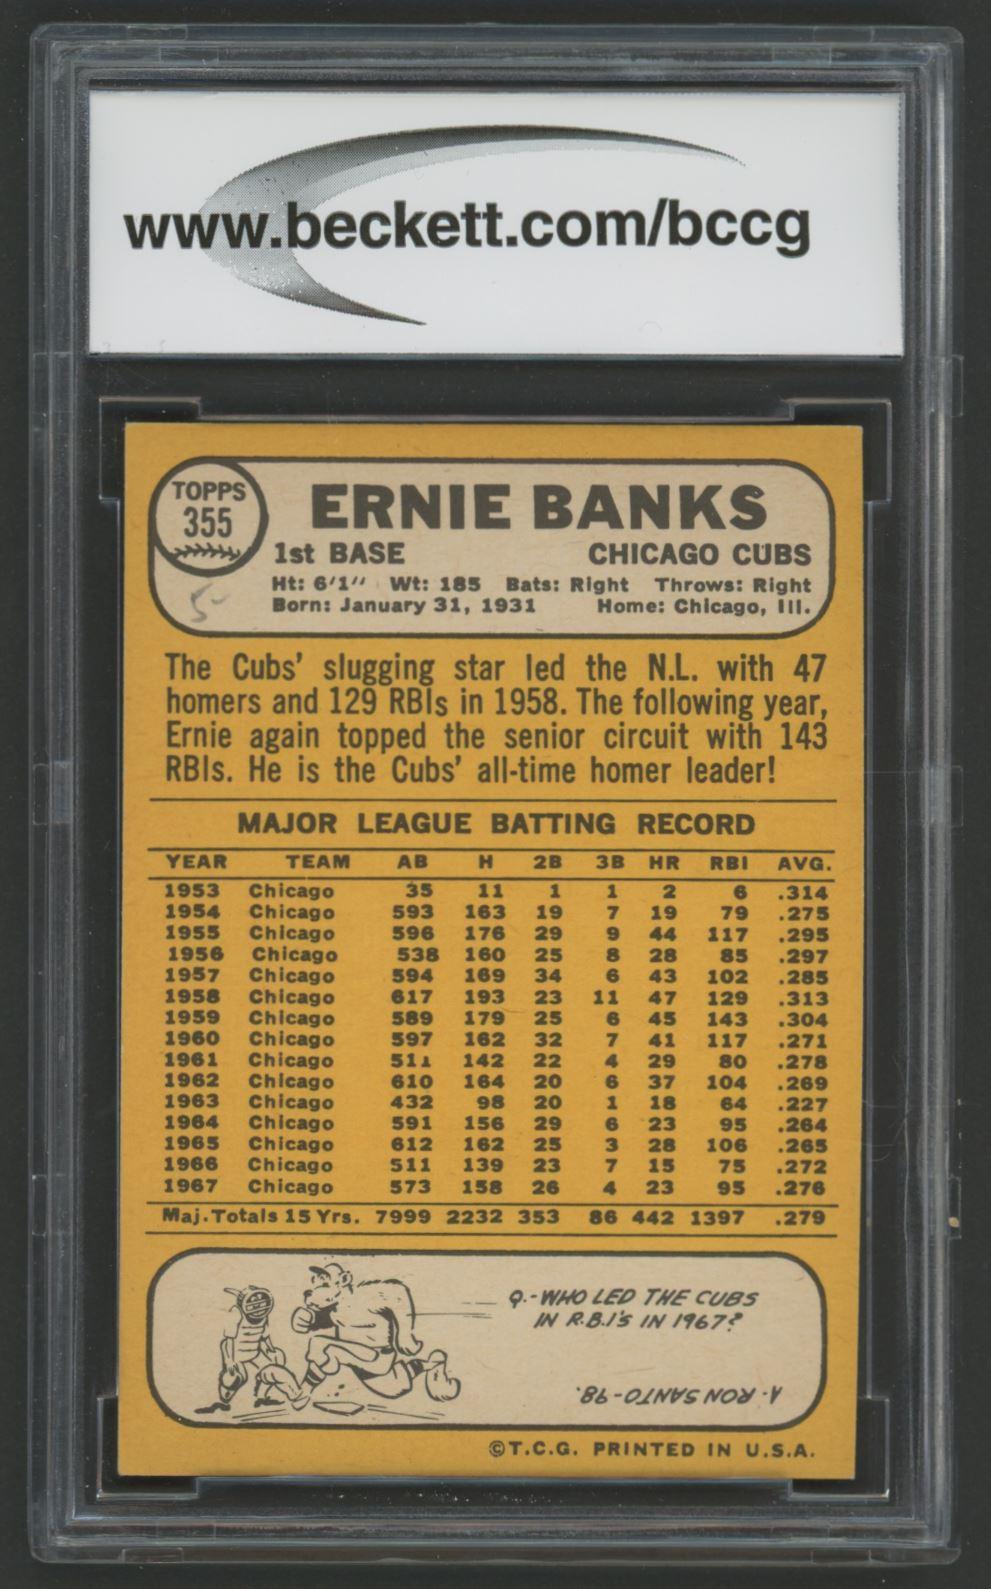 www.beckett.com/bccg
TOPPS
355
ERNIE BANKS
1st BASE CHICAGO CUBS
Ht: 6'1" Wt: 185 Bats: Right Throws: Right
Born: January 31, 1931 Home: Chicago, Ill.
5-
The Cubs' slugging star led the N.L. with 47
homers and 129 RBIs in 1958. The following year,
Ernie again topped the senior circuit with 143
RBIs. He is the Cubs' all-time homer leader!
MAJOR LEAGUE BATTING RECORD
YEAR TEAM AB H 2B 3B HR RBI AVG.
1953 Chicago 35 11 1 1 2 6 .314
1954 Chicago 593 163 19 7 19 79 .275
1955 Chicago 596 176 29 9 44 117 .295
1956 Chicago 538 160 25 8 28 85 .297
1957 Chicago 594 169 34 6 43 102 .285
1958 Chicago 617 193 23 11 47 129 .313
1959 Chicago 589 179 25 6 45 143 .304
1960 Chicago 597 162 32 7 41 117 .271
1961 Chicago 511 142 22 4 29 80 .278
1962 Chicago 610 164 20 6 37 104 .269
1963 Chicago 432 98 20 1 18 64 .227
1964 Chicago 591 156 29 6 23 95 .264
1965 Chicago 612 162 25 3 28 106 .265
1966 Chicago 511 139 23 7 15 75 .272
1967 Chicago 573 158 26 4 23 95 .276
Maj. Totals 15 Yrs. 7999 2232 353 86 442 1397 .279
Q.-WHO LED THE CUBS
IN R.B.I'S IN 1967?
A. RON SANTO-98.
©T.C.G. PRINTED IN U.S.A.